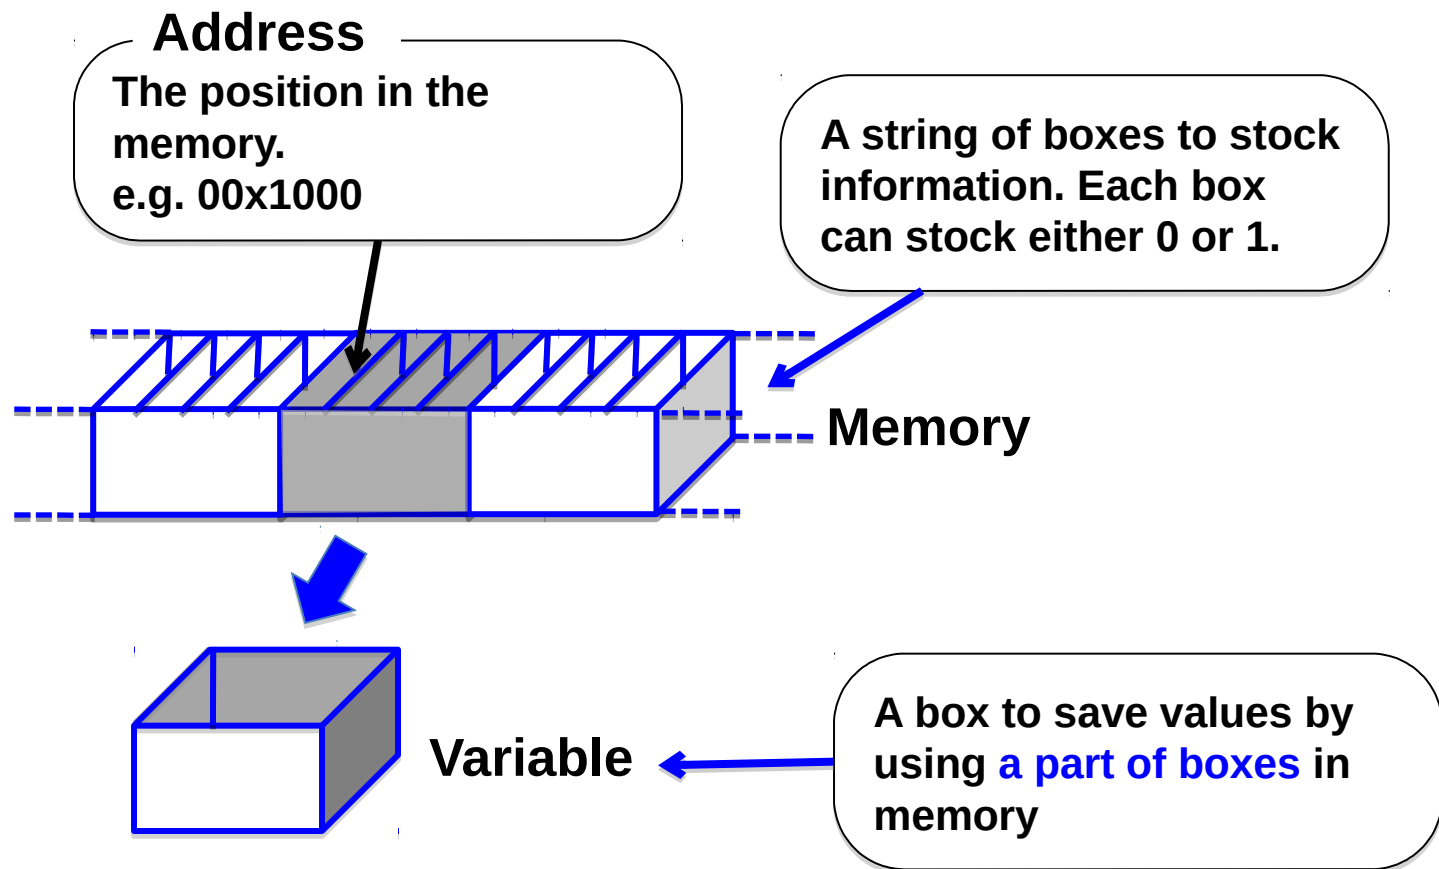 Address
The position in the
memory.
e.g. 00x1000
A string of boxes to stock
information. Each box
can stock either 0 or 1.
Memory
Variable
A box to save values by
using a part of boxes in
memory